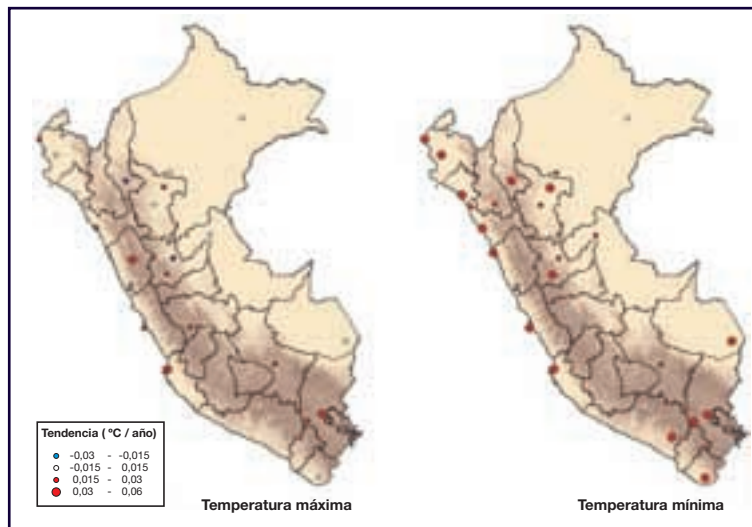 Tendencia ( ºC / año)
-0,03 - -0,015
-0,015 - 0,015
0,015 - 0,03
0,03 - 0,06
Temperatura máxima
Temperatura mínima